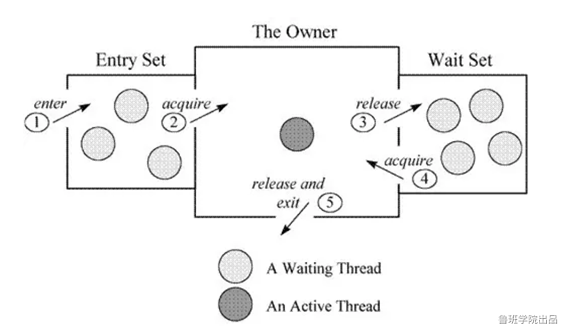 The Owner
Entry Set
Wait Set
enter
1
acquire
2
release
3
acquire
4
release and
exit
5
A Waiting Thread
An Active Thread
鲁班学院出品